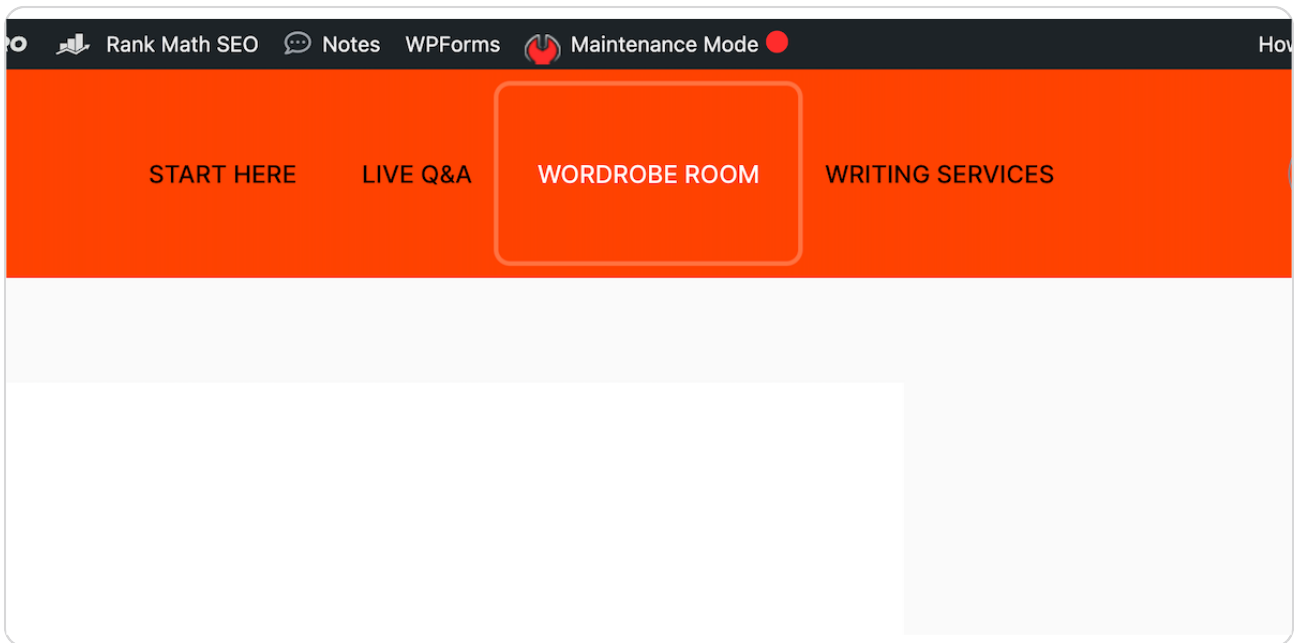 Rank Math SEO Notes WPForms Maintenance Mode
START HERE LIVE Q&A WORDROBE ROOM WRITING SERVICES